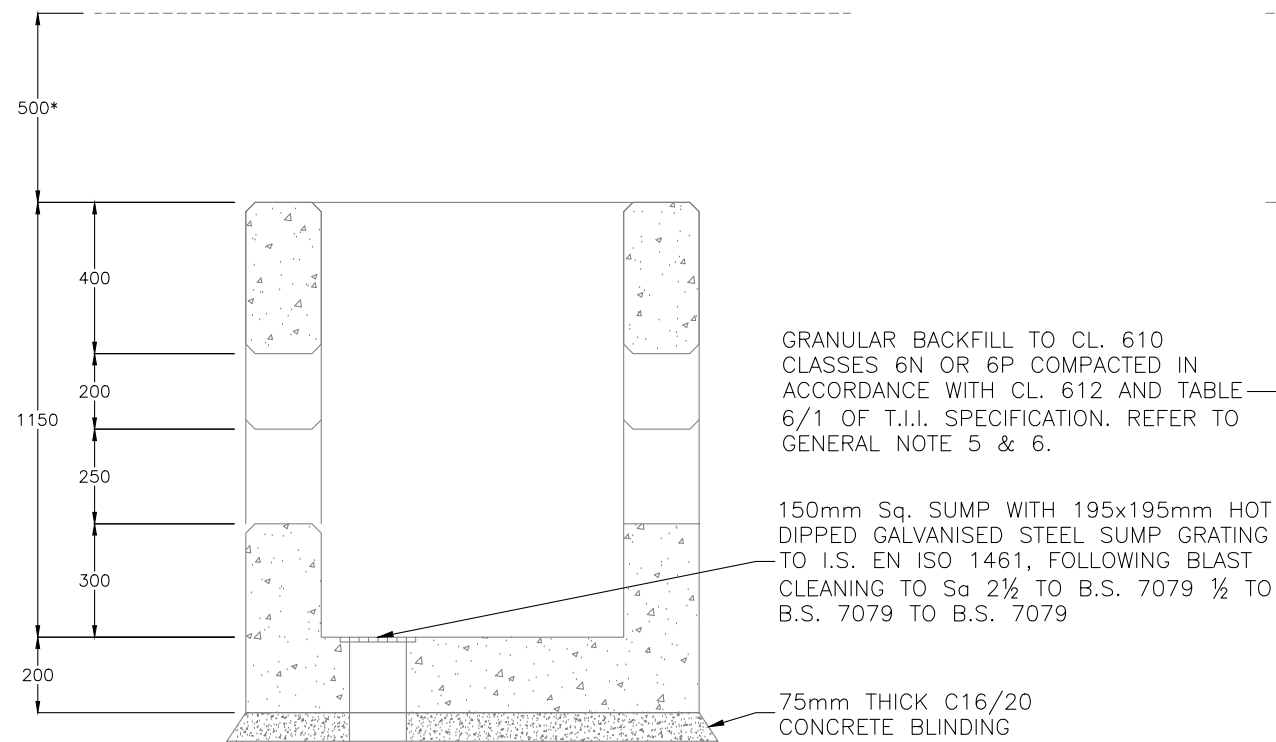 500*
400
200
1150
250
300
200
GRANULAR BACKFILL TO CL. 610
CLASSES 6N OR 6P COMPACTED IN
ACCORDANCE WITH CL. 612 AND TABLE
6/1 OF T.I.I. SPECIFICATION. REFER TO
GENERAL NOTE 5 & 6.
150mm Sq. SUMP WITH 195x195mm HOT
DIPPED GALVANISED STEEL SUMP GRATING
TO I.S. EN ISO 1461, FOLLOWING BLAST
CLEANING TO Sa 2½ TO B.S. 7079 ½ TO
B.S. 7079 TO B.S. 7079
75mm THICK C16/20
CONCRETE BLINDING